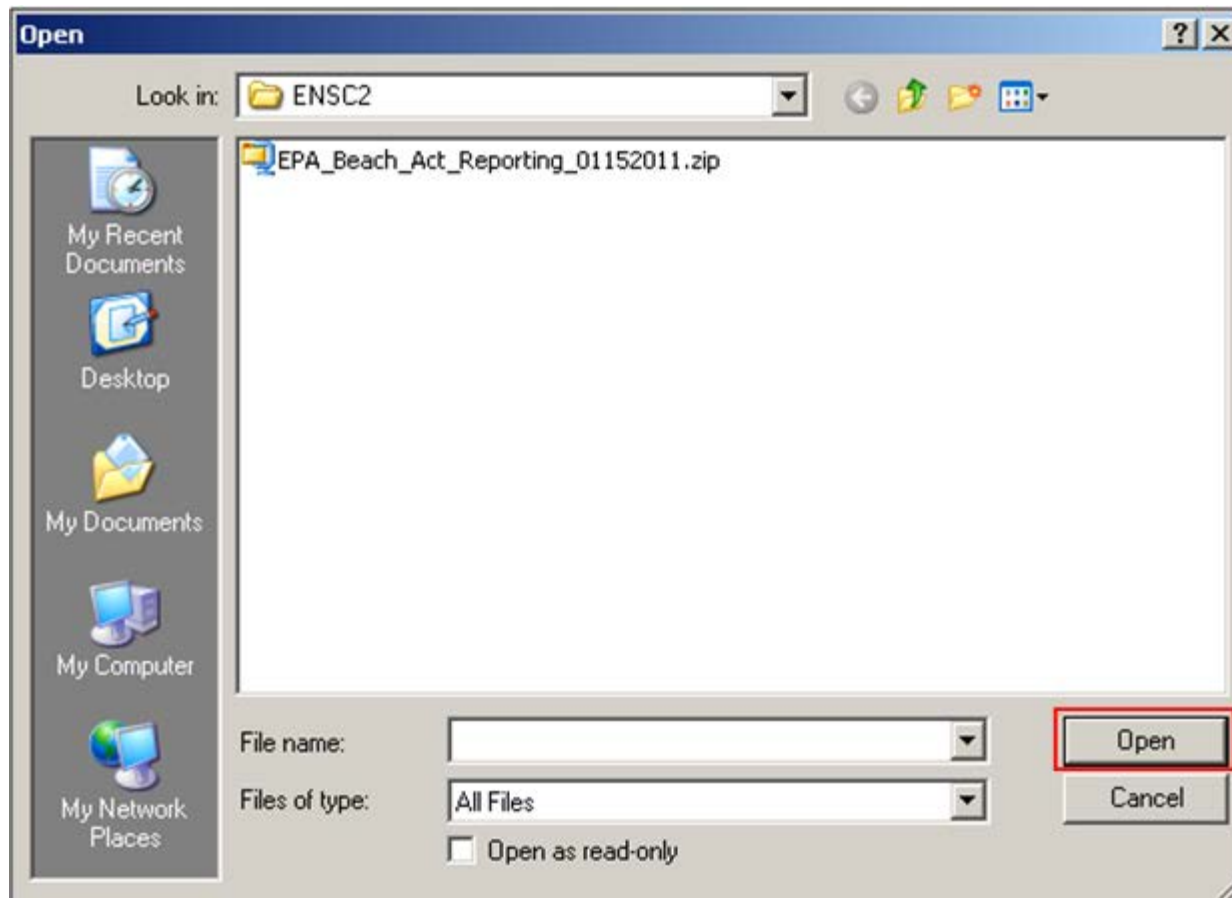 Open
Look in:
ENSC2
EPA_Beach_Act_Reporting_01152011.zip
My Recent
Documents
Desktop
My Documents
My Computer
My Network
Places
File name:
Open
Files of type:
All Files
Cancel
Open as read-only